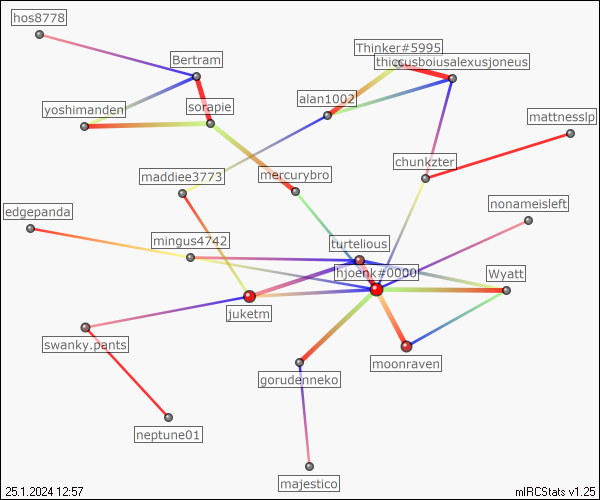 hos8778
Thinker#5995
Bertram
thiccusboiusalexusjoneus
alan1002
yoshimanden
sorapie
mattnesslp
chunkzter
maddiee3773
mercurybro
nonameisleft
edgepanda
mingus4742
turtelious
hjoenk#0000
Wyatt
juketm
swanky.pants
moonraven
gorudenneko
neptune01
majestico
25.1.2024 12:57
mIRCStats v1.25